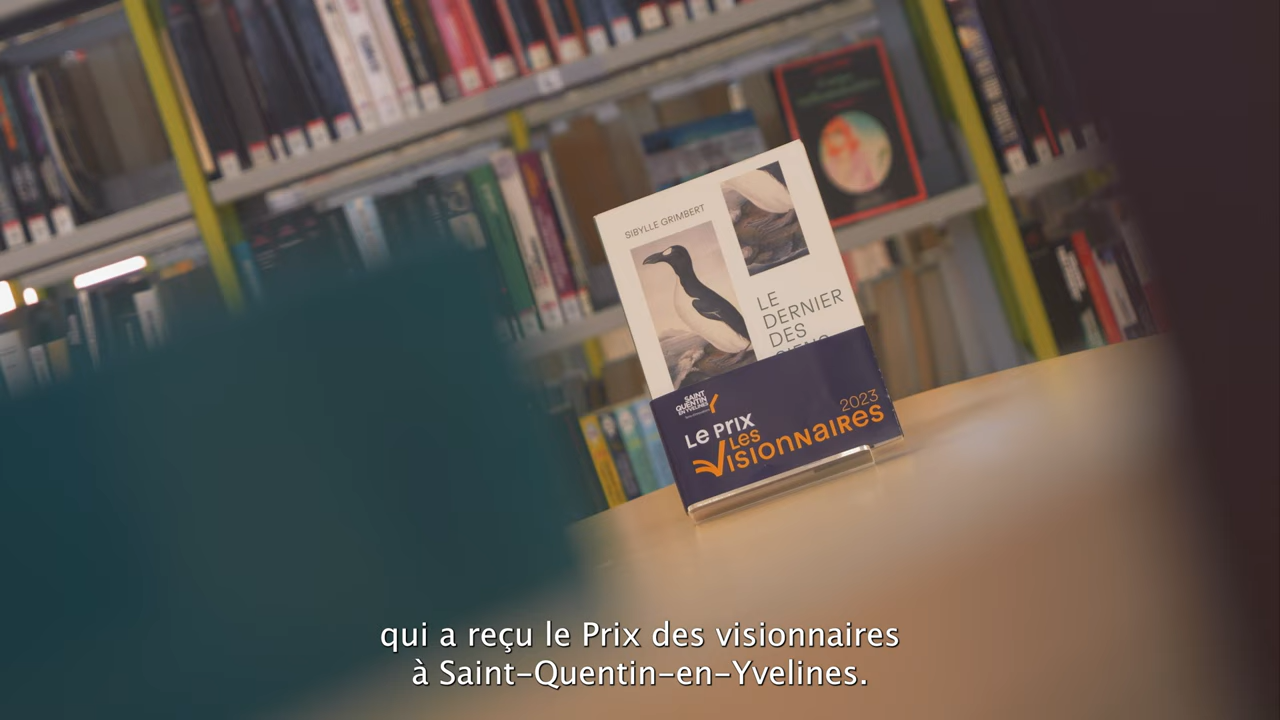 SIBYLLE GRIMBERT
LE
DERNIER
DES
SAINT
QUENTIN
EN YVELINES
2023
Le PRIX
Les
VISIONNAIRES
qui a reçu le Prix des visionnaires
à Saint-Quentin-en-Yvelines.